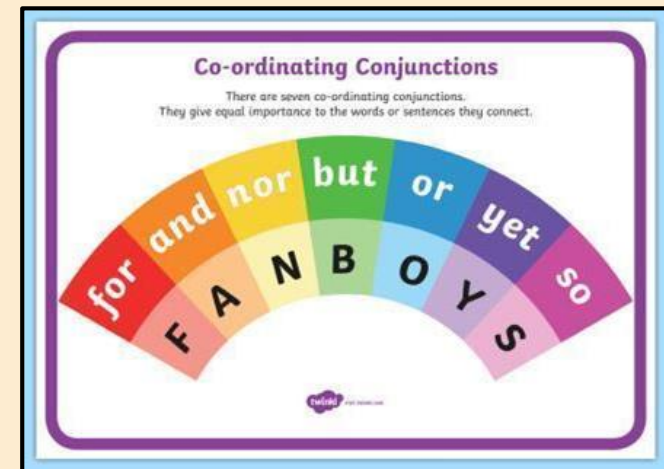 Co-ordinating Conjunctions
There are seven co-ordinating conjunctions.
They give equal importance to the words or sentences they connect.
for and nor but or yet so
F A N B O Y S
twinkl